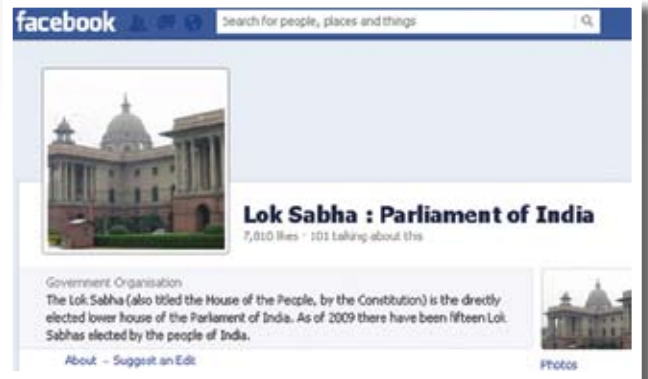 facebook
Search for people, places and things
Lok Sabha : Parliament of India
7,810 likes · 101 talking about this
Government Organisation
The Lok Sabha (also titled the House of the People, by the Constitution) is the directly
elected lower house of the Parliament of India. As of 2009 there have been fifteen Lok
Sabhas elected by the people of India.
About – Suggest an Edit
Photos